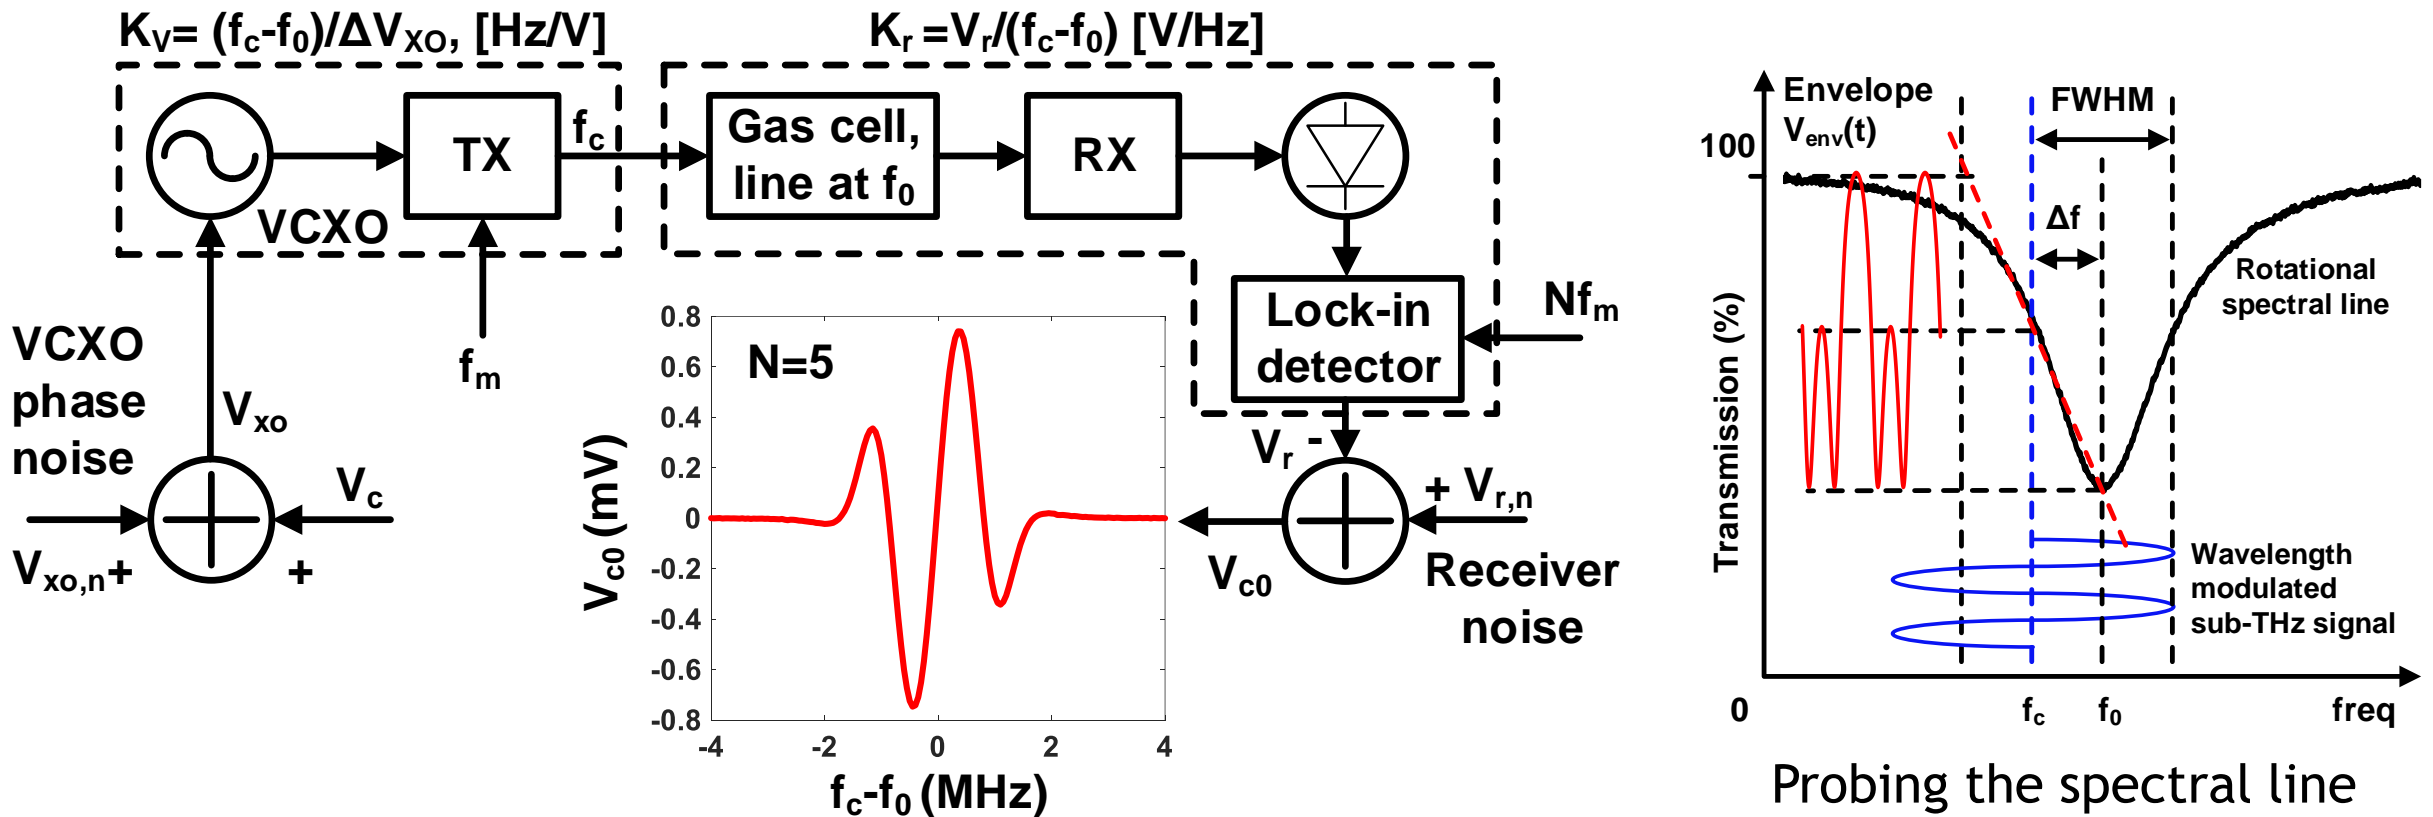 K_V= (f_c-f_0)/ΔV_XO, [Hz/V]
K_r =V_r/(f_c-f_0) [V/Hz]
TX
f_c
Gas cell,
line at f_0
RX
VCXO
f_m
Lock-in
detector
Nf_m
VCXO
phase
noise
V_xo
V_c
V_xo,n+
+
V_r -
+ V_r,n
V_c0
Receiver
noise
N=5
0.8
0.6
0.4
0.2
0
-0.2
-0.4
-0.6
-0.8
V_c0 (mV)
-4
-2
0
2
4
f_c-f_0 (MHz)
Envelope
V_env(t)
FWHM
100
Δf
Rotational
spectral line
Transmission (%)
Wavelength
modulated
sub-THz signal
0
f_c
f_0
freq
Probing the spectral line